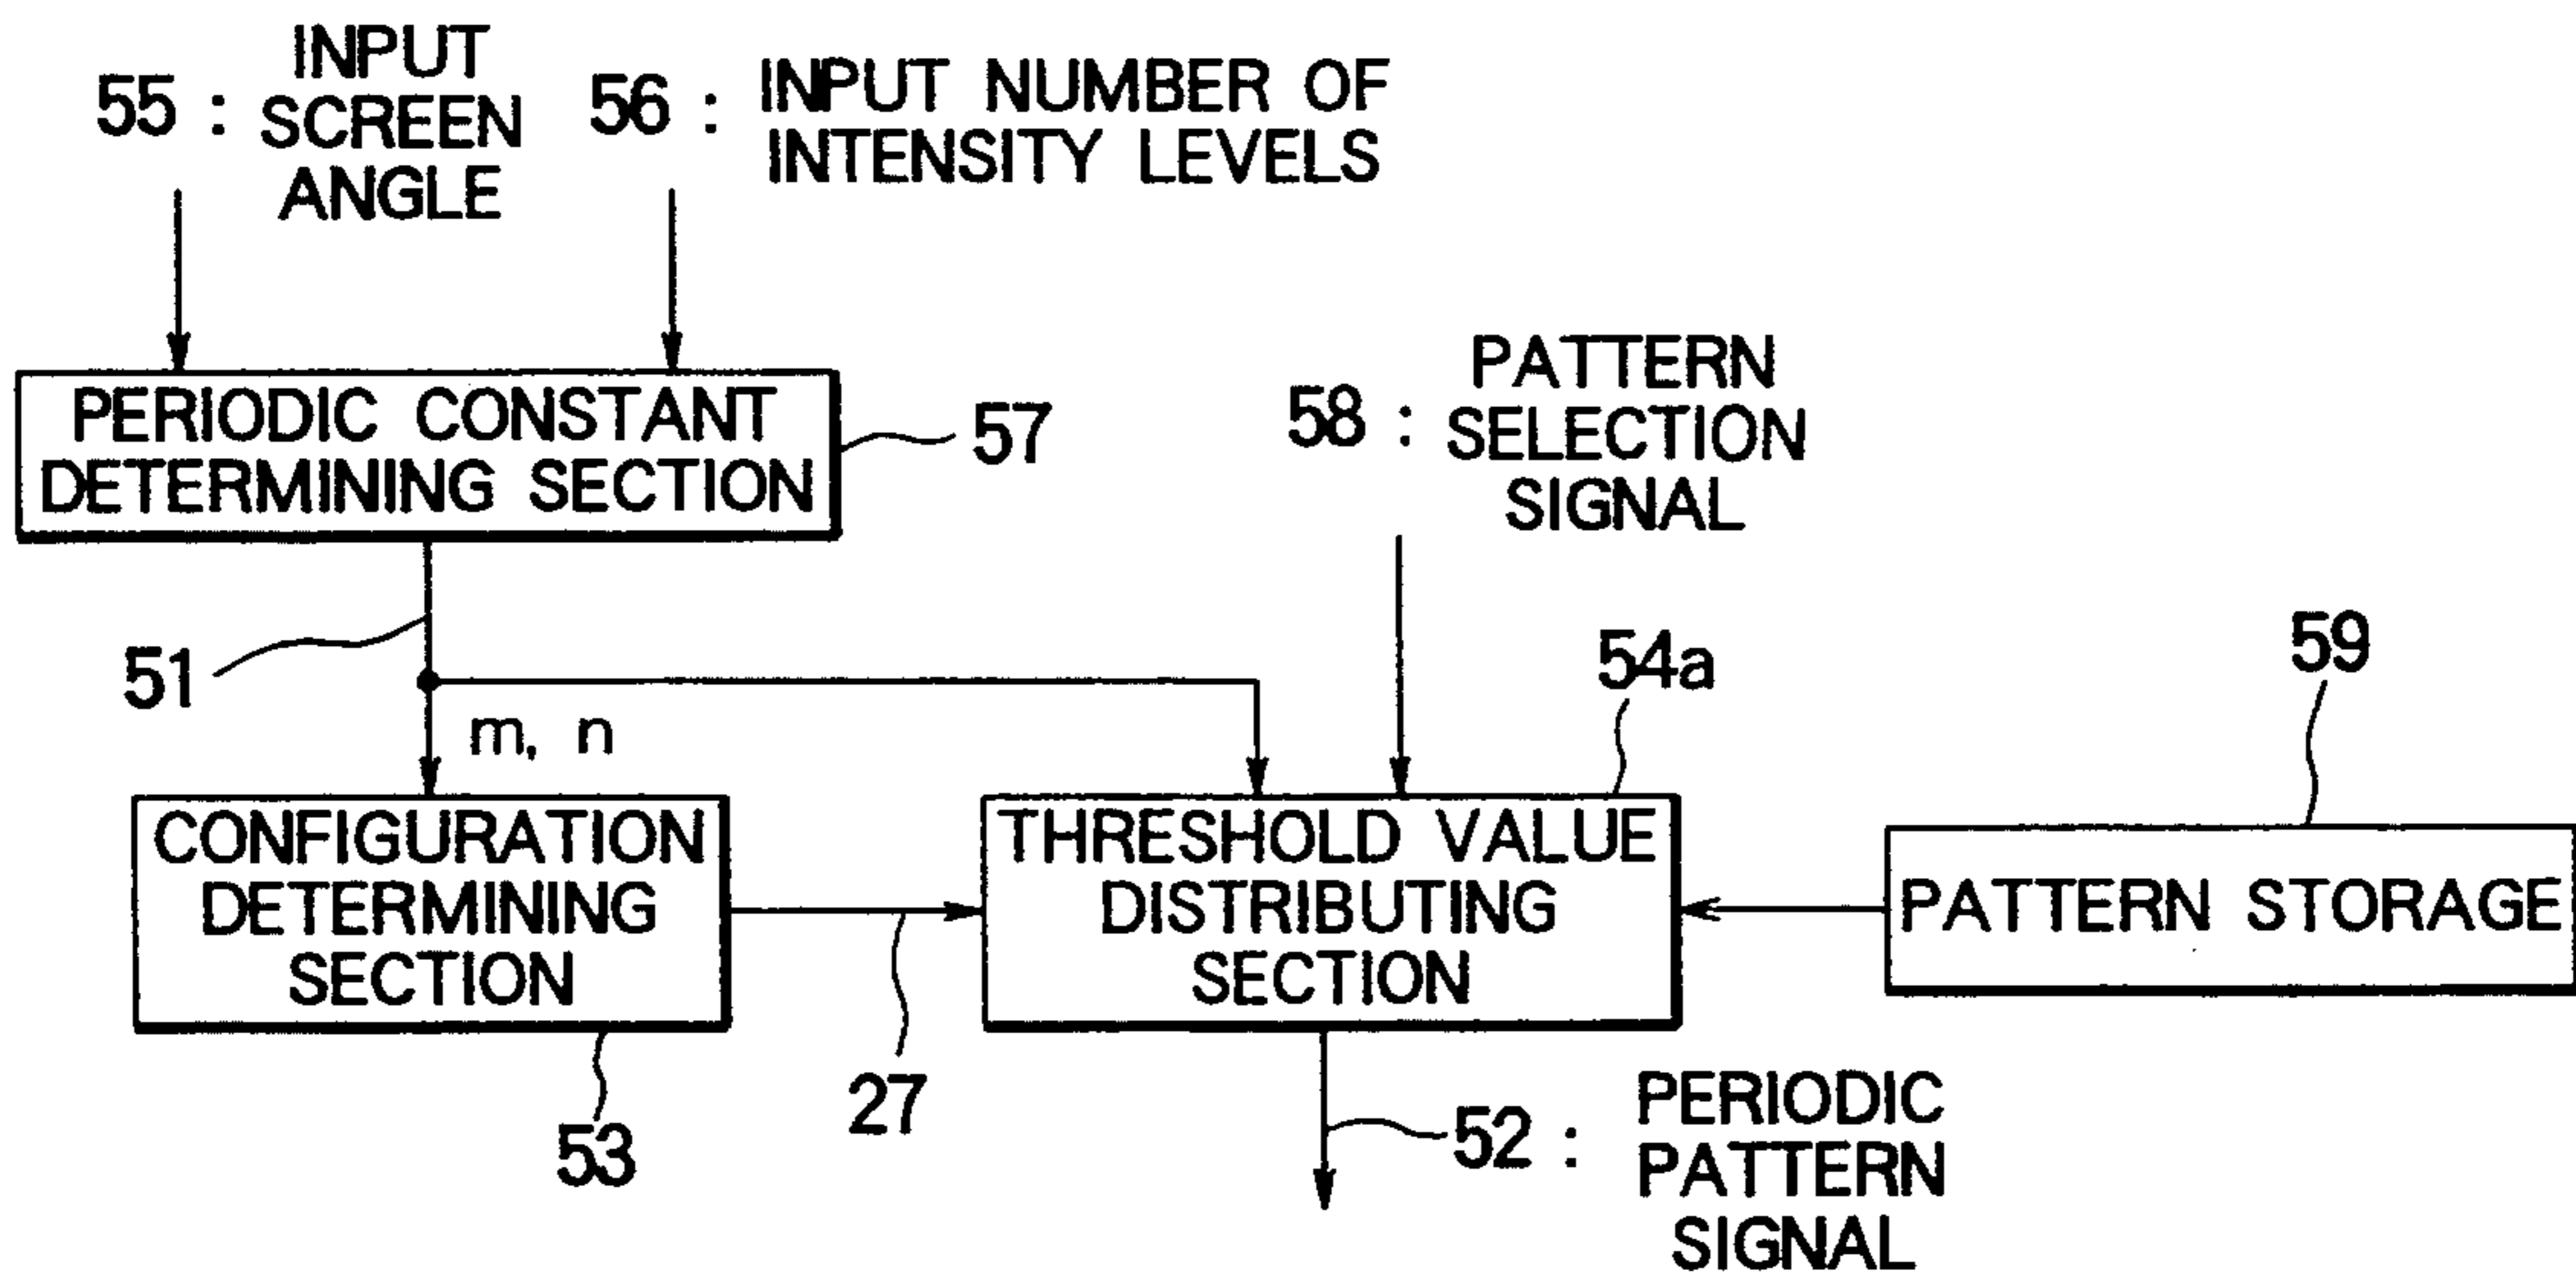 55 : INPUT
SCREEN
ANGLE
56 : INPUT NUMBER OF
INTENSITY LEVELS
PERIODIC CONSTANT
DETERMINING SECTION
57
58 : PATTERN
SELECTION
SIGNAL
51
m, n
54a
59
CONFIGURATION
DETERMINING
SECTION
THRESHOLD VALUE
DISTRIBUTING
SECTION
PATTERN STORAGE
53
27
52 : PERIODIC
PATTERN
SIGNAL